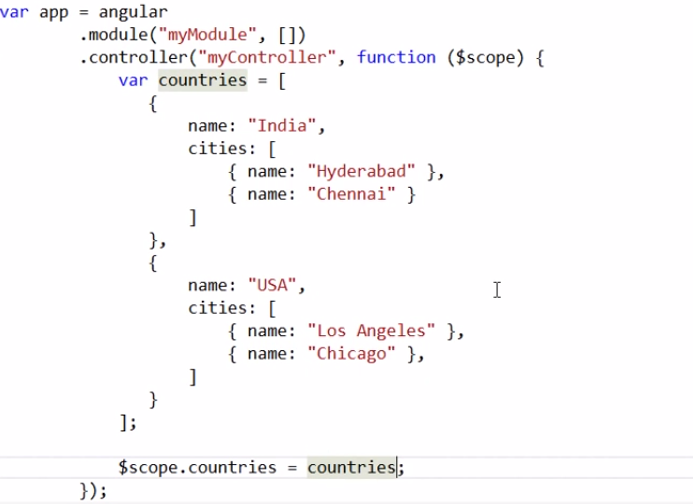 var app = angular
.module("myModule", [])
.controller("myController", function ($scope) {
var countries = [
{
name: "India",
cities: [
{ name: "Hyderabad" },
{ name: "Chennai" }
]
},
{
name: "USA",
cities: [
{ name: "Los Angeles" },
{ name: "Chicago" },
]
}
];
$scope.countries = countries;
});